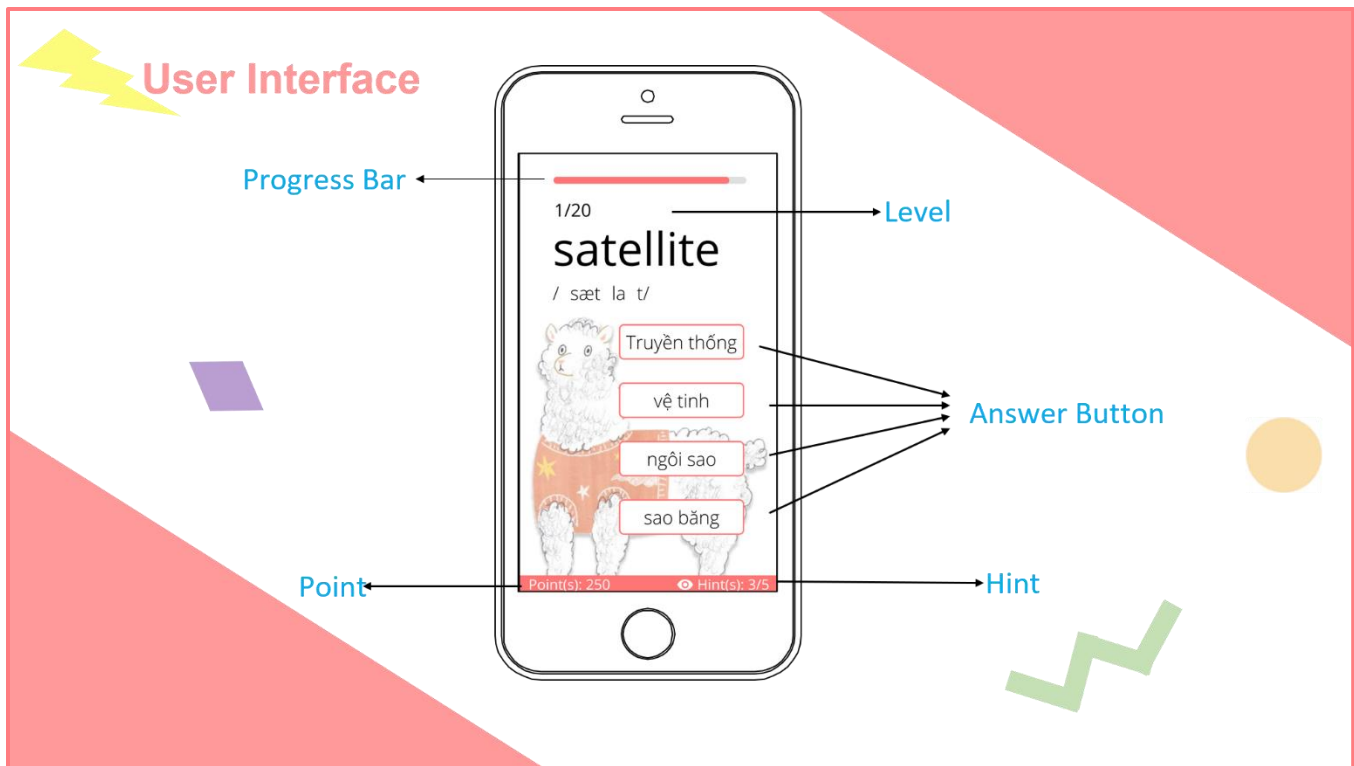 User Interface
Progress Bar
1/20
Level
satellite
/ sæt la t/
Truyền thống
vệ tinh
Answer Button
ngôi sao
sao băng
Point
Point(s): 250
Hint(s): 3/5
Hint